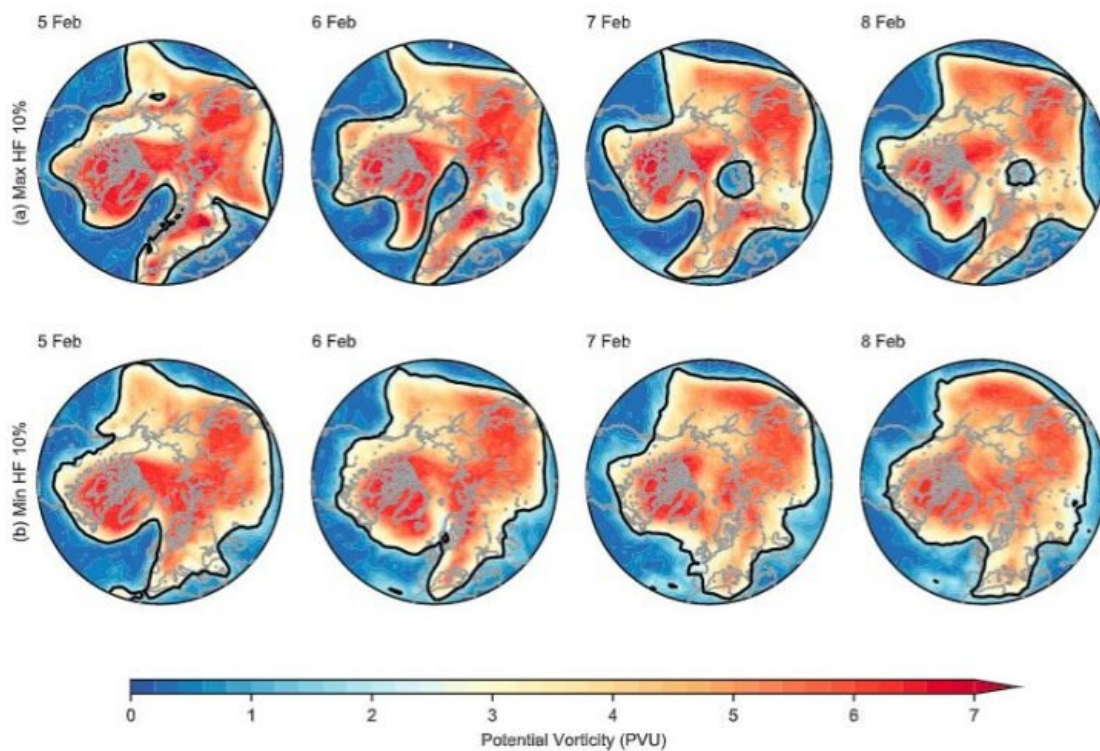 5 Feb 6 Feb 7 Feb 8 Feb
(a) Max HF 10%
5 Feb 6 Feb 7 Feb 8 Feb
(b) Min HF 10%
0 1 2 3 4 5 6 7
Potential Vorticity (PVU)